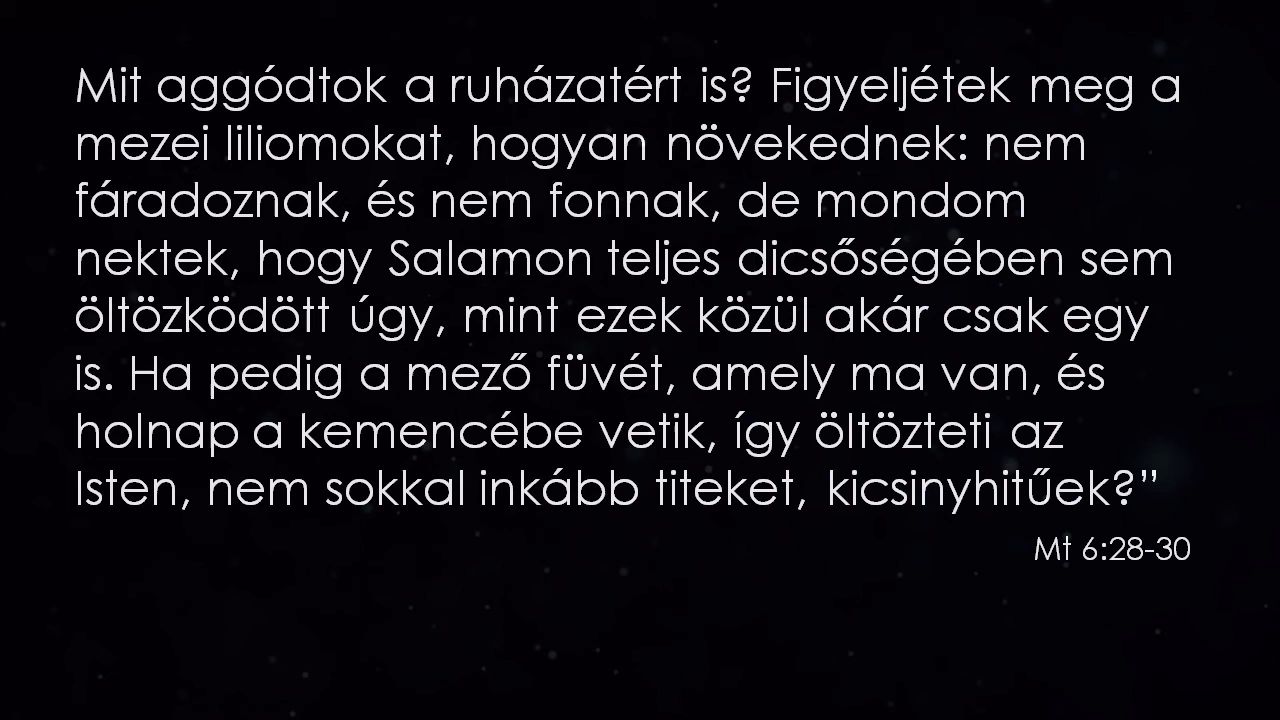 Mit aggódtok a ruházatért is? Figyeljétek meg a
mezei liliomokat, hogyan növekednek: nem
fáradoznak, és nem fonnak, de mondom
nektek, hogy Salamon teljes dicsőségében sem
öltözködött úgy, mint ezek közül akár csak egy
is. Ha pedig a mező füvét, amely ma van, és
holnap a kemencébe vetik, így öltözteti az
Isten, nem sokkal inkább titeket, kicsinyhitűek?”
Mt 6:28-30